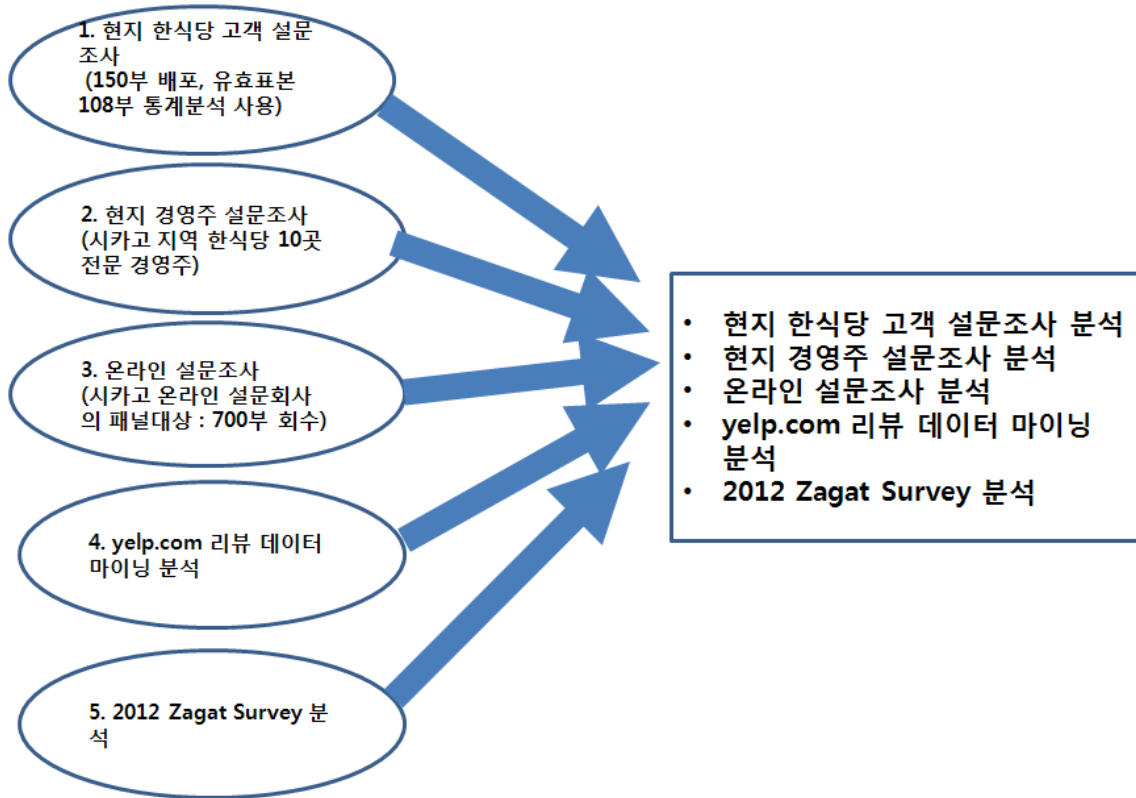 1. 현지 한식당 고객 설문
조사
(150부 배포, 유효표본
108부 통계분석 사용)
2. 현지 경영주 설문조사
(시카고 지역 한식당 10곳
전문 경영주)
3. 온라인 설문조사
(시카고 온라인 설문회사
의 패널대상 : 700부 회수)
4. yelp.com 리뷰 데이터
마이닝 분석
5. 2012 Zagat Survey 분
석
• 현지 한식당 고객 설문조사 분석
• 현지 경영주 설문조사 분석
• 온라인 설문조사 분석
• yelp.com 리뷰 데이터 마이닝
분석
• 2012 Zagat Survey 분석